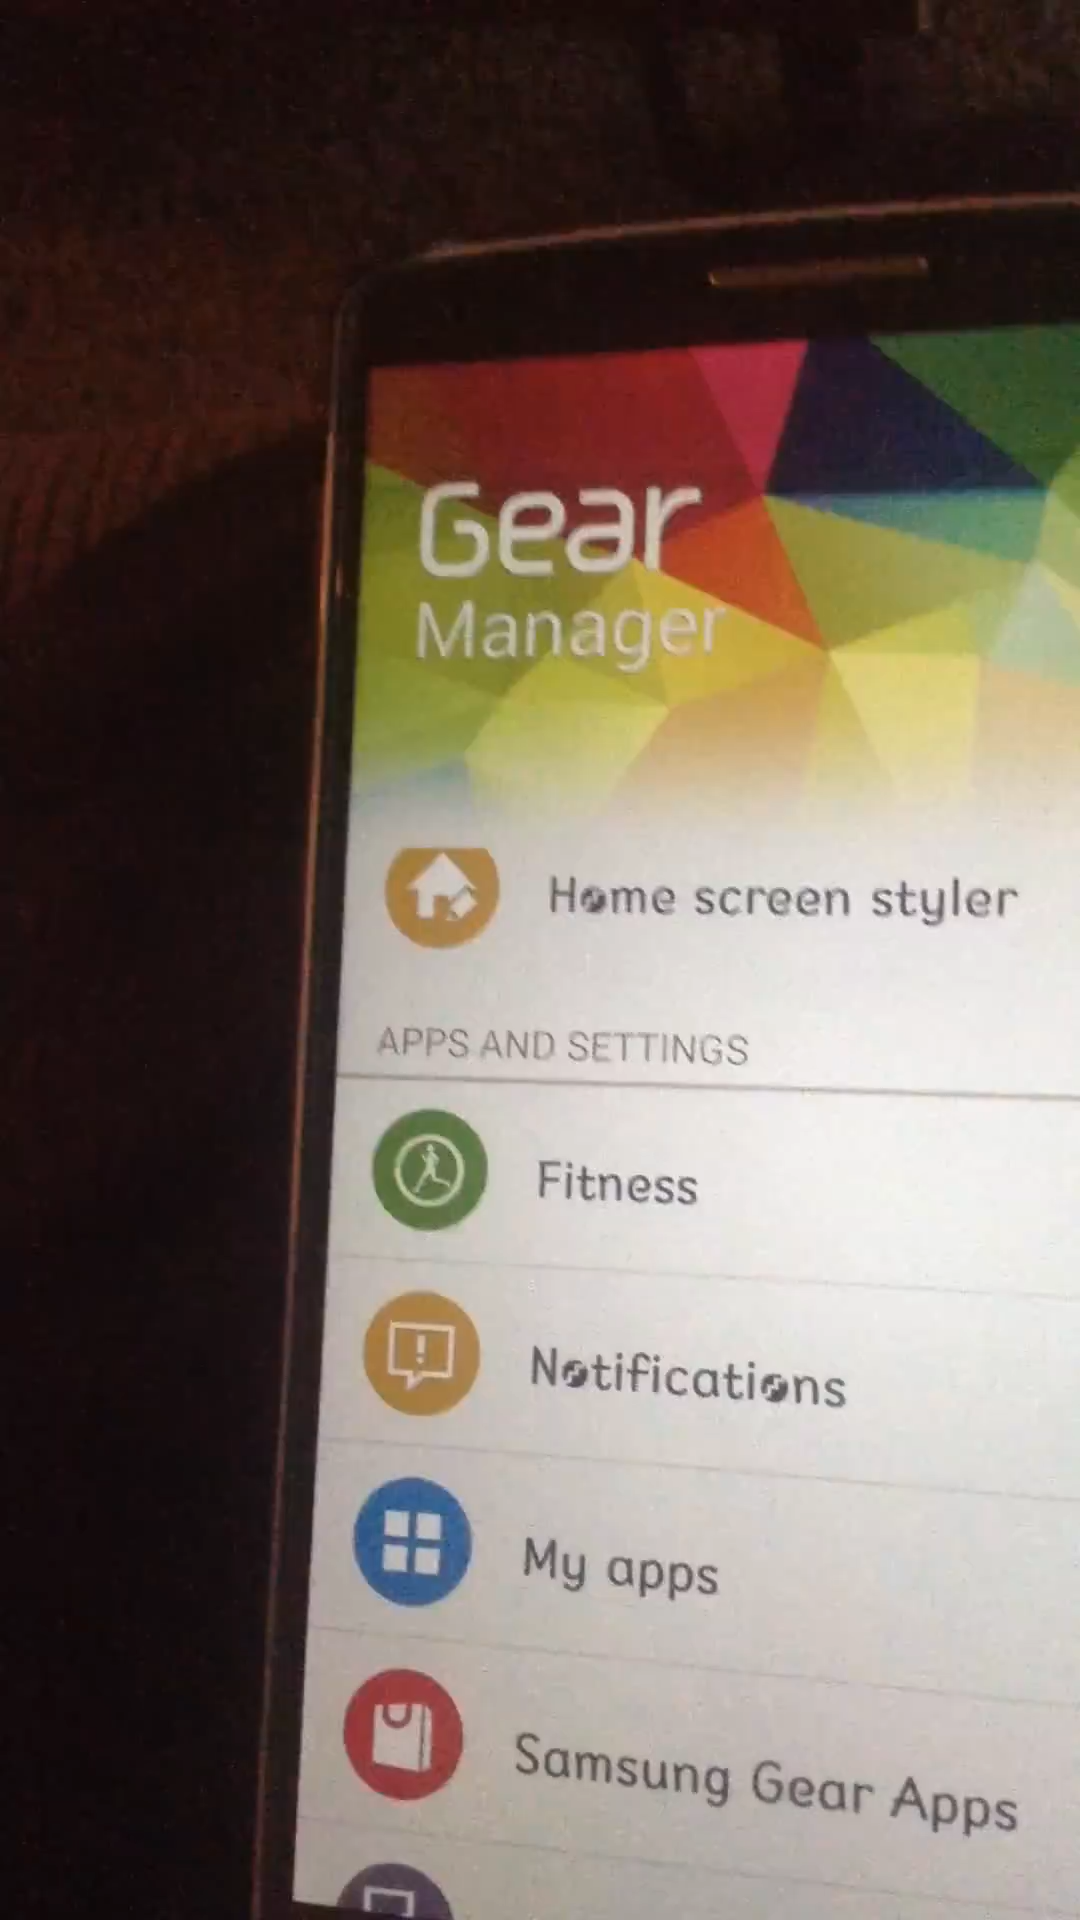 Gear
Manager
Home screen styler
APPS AND SETTINGS
Fitness
Notifications
My apps
Samsung Gear Apps